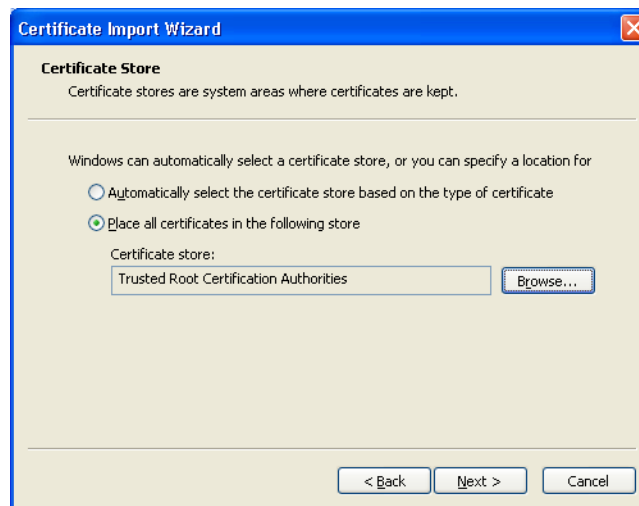 Certificate Import Wizard
Certificate Store
Certificate stores are system areas where certificates are kept.
Windows can automatically select a certificate store, or you can specify a location for
Automatically select the certificate store based on the type of certificate
Place all certificates in the following store
Certificate store:
Trusted Root Certification Authorities
Browse...
< Back
Next >
Cancel